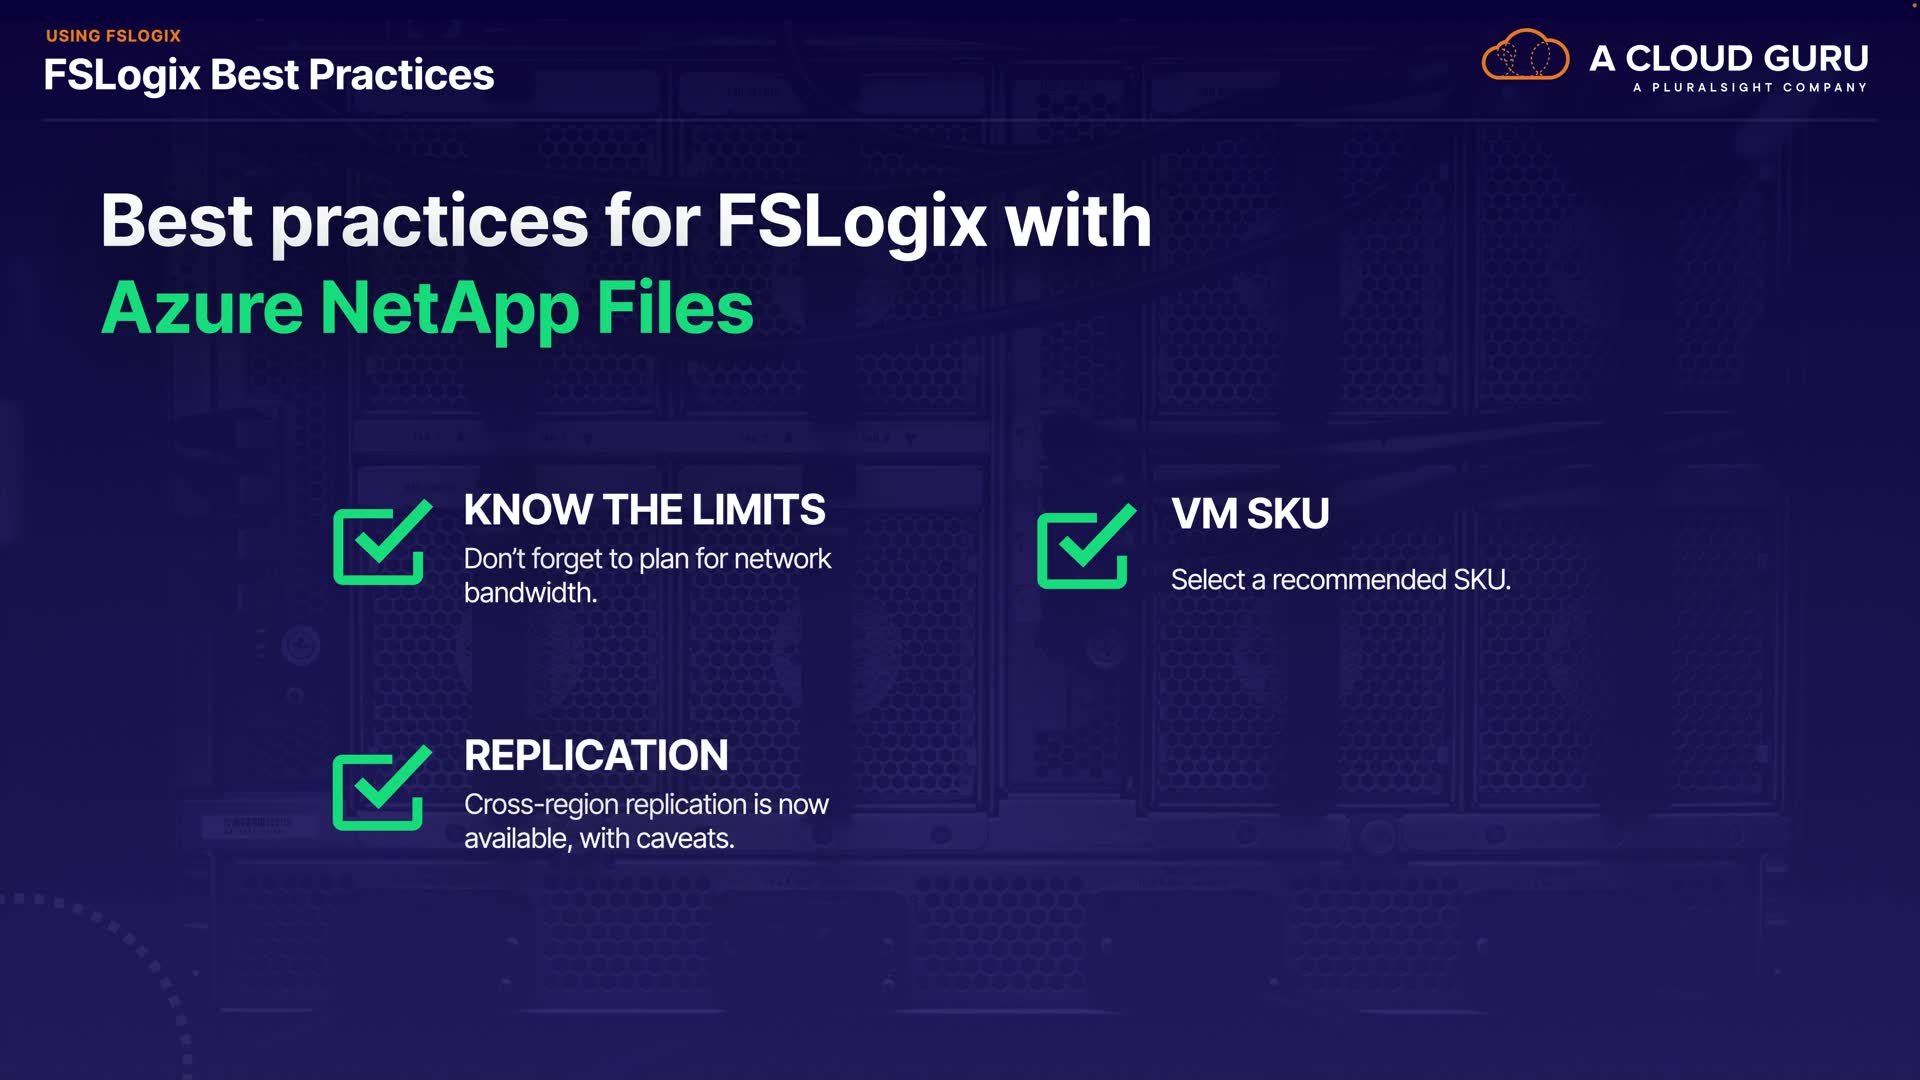 USING FSLOGIX
FSLogix Best Practices
A CLOUD GURU
A PLURALSIGHT COMPANY
Best practices for FSLogix with
Azure NetApp Files
KNOW THE LIMITS
Don’t forget to plan for network
bandwidth.
VM SKU
Select a recommended SKU.
REPLICATION
Cross-region replication is now
available, with caveats.